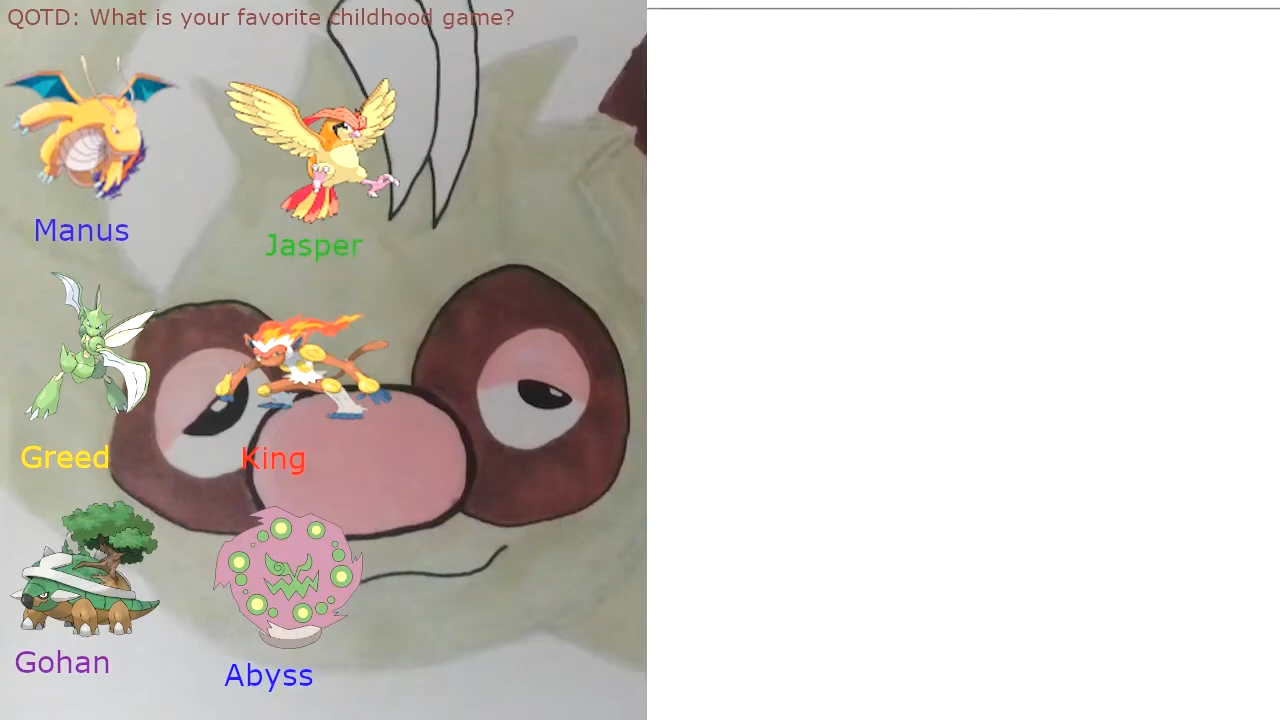 QOTD: What is your favorite childhood game?
Manus
Jasper
Greed
King
Gohan
Abyss